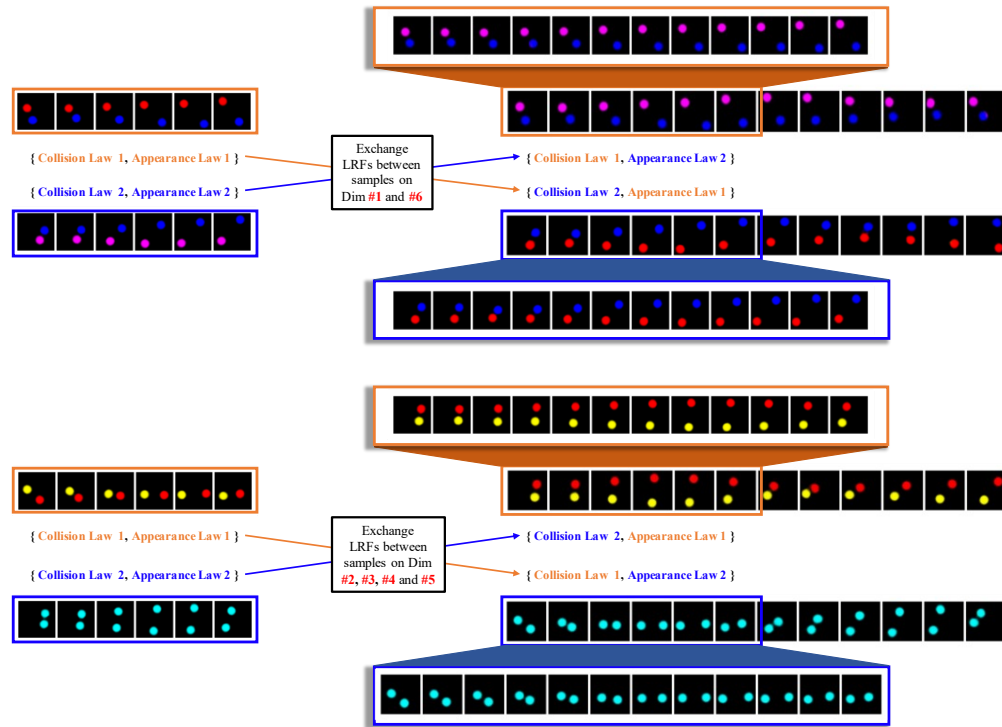 { Collision Law 1, Appearance Law 1 }
{ Collision Law 2, Appearance Law 2 }
Exchange
LRFs between
samples on
Dim #1 and #6
{ Collision Law 1, Appearance Law 2 }
{ Collision Law 2, Appearance Law 1 }
{ Collision Law 1, Appearance Law 1 }
{ Collision Law 2, Appearance Law 2 }
Exchange
LRFs between
samples on Dim
#2, #3, #4 and #5
{ Collision Law 2, Appearance Law 1 }
{ Collision Law 1, Appearance Law 2 }